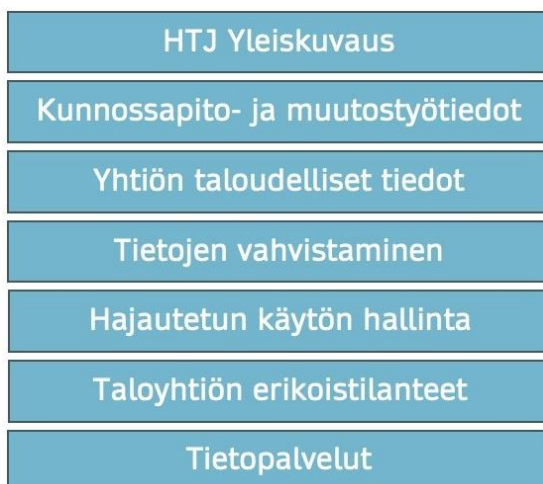 HTJ Yleiskuvaus
Kunnossapito- ja muutostyötiedot
Yhtiön taloudelliset tiedot
Tietojen vahvistaminen
Hajautetun käytön hallinta
Taloyhtiön erikoistilanteet
Tietopalvelut